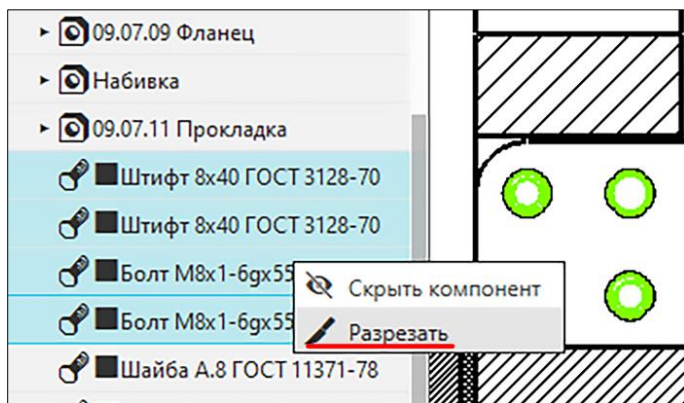 09.07.09 Фланец
Набивка
09.07.11 Прокладка
Штифт 8х40 ГОСТ 3128-70
Штифт 8х40 ГОСТ 3128-70
Болт М8х1-6gх55
Скрыть компонент
Болт М8х1-6gх55
Разрезать
Шайба А.8 ГОСТ 11371-78